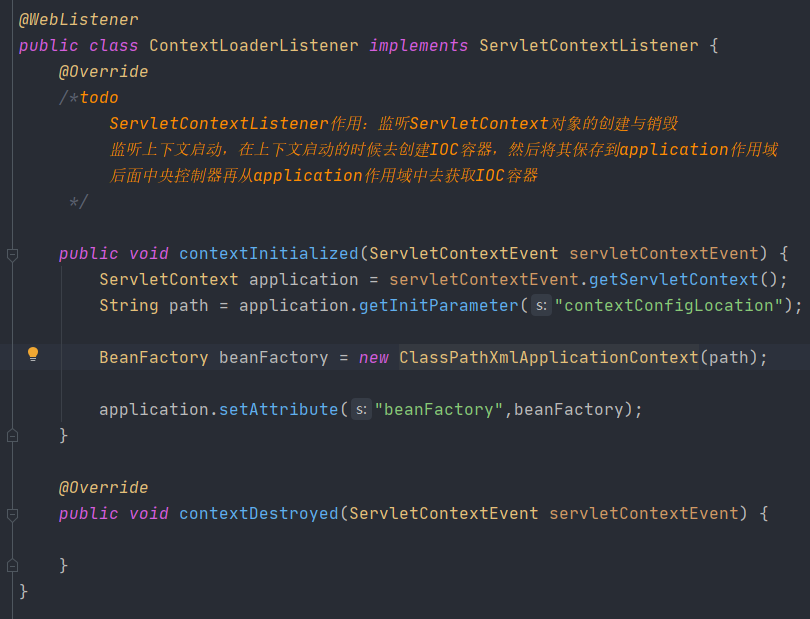 @WebListener
public class ContextLoaderListener implements ServletContextListener {
@Override
/*todo
ServletContextListener作用：监听ServletContext对象的创建与销毁
监听上下文启动，在上下文启动的时候去创建IOC容器，然后将其保存到application作用域
后面中央控制器再从application作用域中去获取IOC容器
*/
public void contextInitialized(ServletContextEvent servletContextEvent) {
ServletContext application = servletContextEvent.getServletContext();
String path = application.getInitParameter( s: "contextConfigLocation");
BeanFactory beanFactory = new ClassPathXmlApplicationContext(path);
application.setAttribute( s: "beanFactory",beanFactory);
}
@Override
public void contextDestroyed(ServletContextEvent servletContextEvent) {
}
}